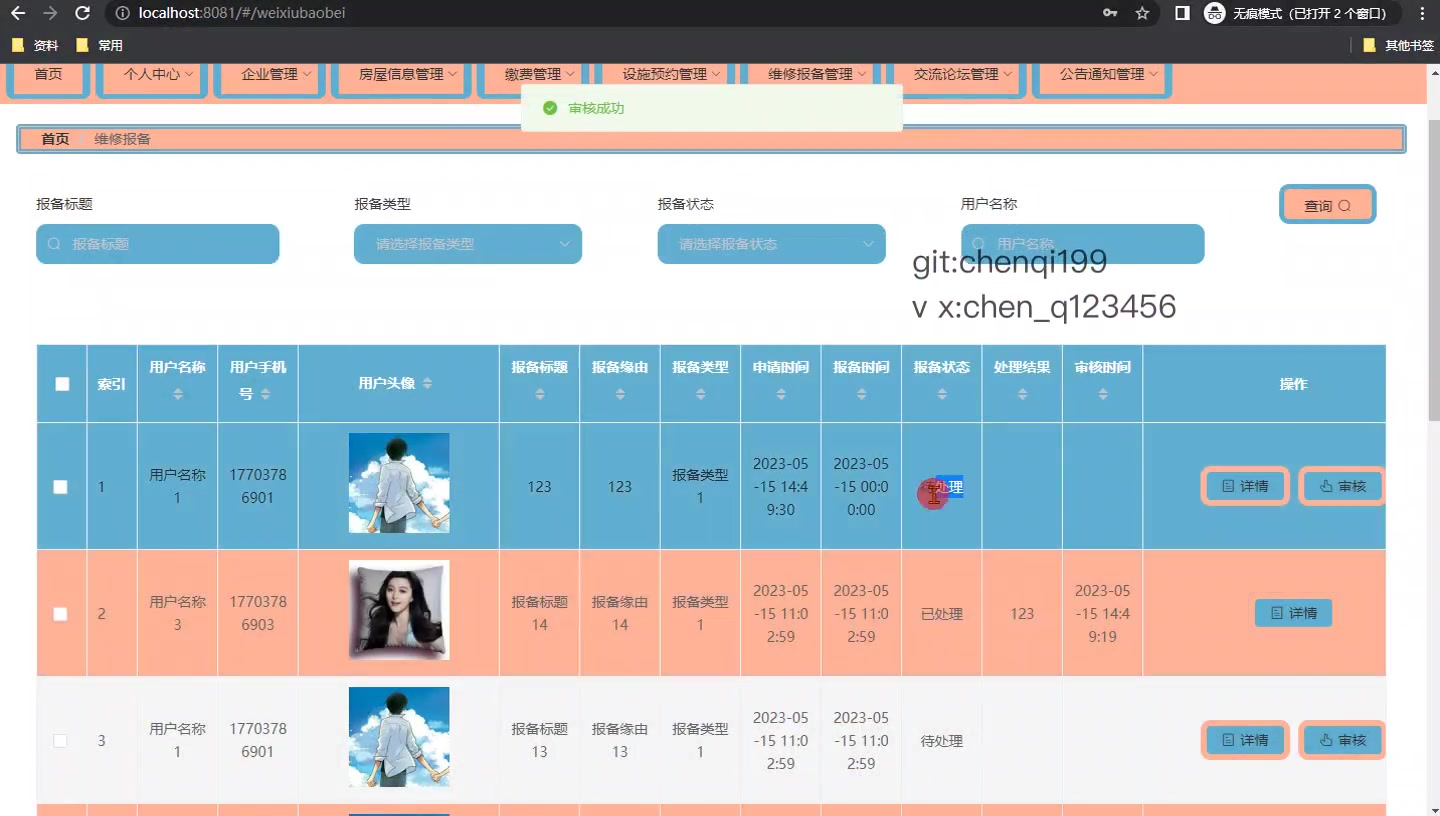 localhost:8081/#/weixiubaobei
无痕模式（已打开 2 个窗口）
资料 常用 其他书签
首页 个人中心 企业管理 房屋信息管理 缴费管理 设施预约管理 维修报备管理 交流论坛管理 公告通知管理
审核成功
首页 维修报备
报备标题 报备类型 报备状态 用户名称
查询
报备标题 请选择报备类型 请选择报备状态 用户名称
git:chenqi199
v x:chen_q123456
索引 用户名称 用户手机号 用户头像 报备标题 报备缘由 报备类型 申请时间 报备时间 报备状态 处理结果 审核时间 操作
1 用户名称1 17703786901 123 123 报备类型1 2023-05-15 14:49:30 2023-05-15 00:00:00 处理 详情 审核
2 用户名称3 17703786903 报备标题14 报备缘由14 报备类型1 2023-05-15 11:02:59 2023-05-15 11:02:59 已处理 123 2023-05-15 14:49:19 详情
3 用户名称1 17703786901 报备标题13 报备缘由13 报备类型1 2023-05-15 11:02:59 2023-05-15 11:02:59 待处理 详情 审核